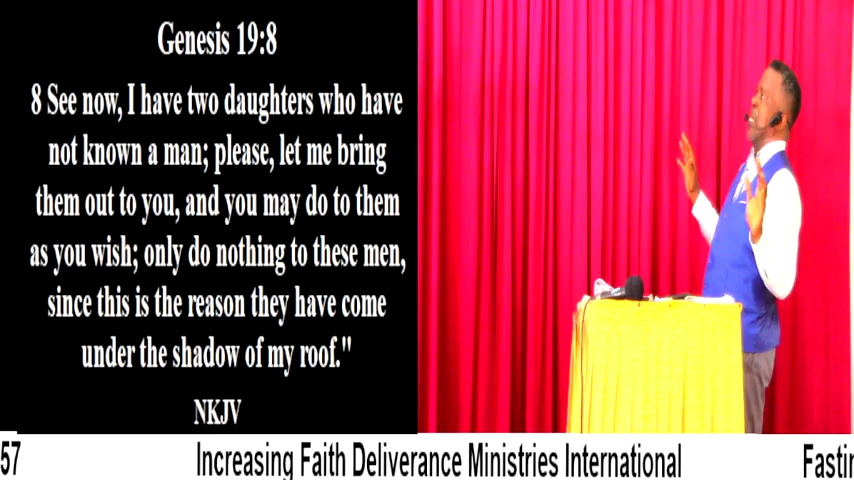 Genesis 19:8
8 See now, I have two daughters who have
not known a man; please, let me bring
them out to you, and you may do to them
as you wish; only do nothing to these men,
since this is the reason they have come
under the shadow of my roof."
NKJV
57 Increasing Faith Deliverance Ministries International